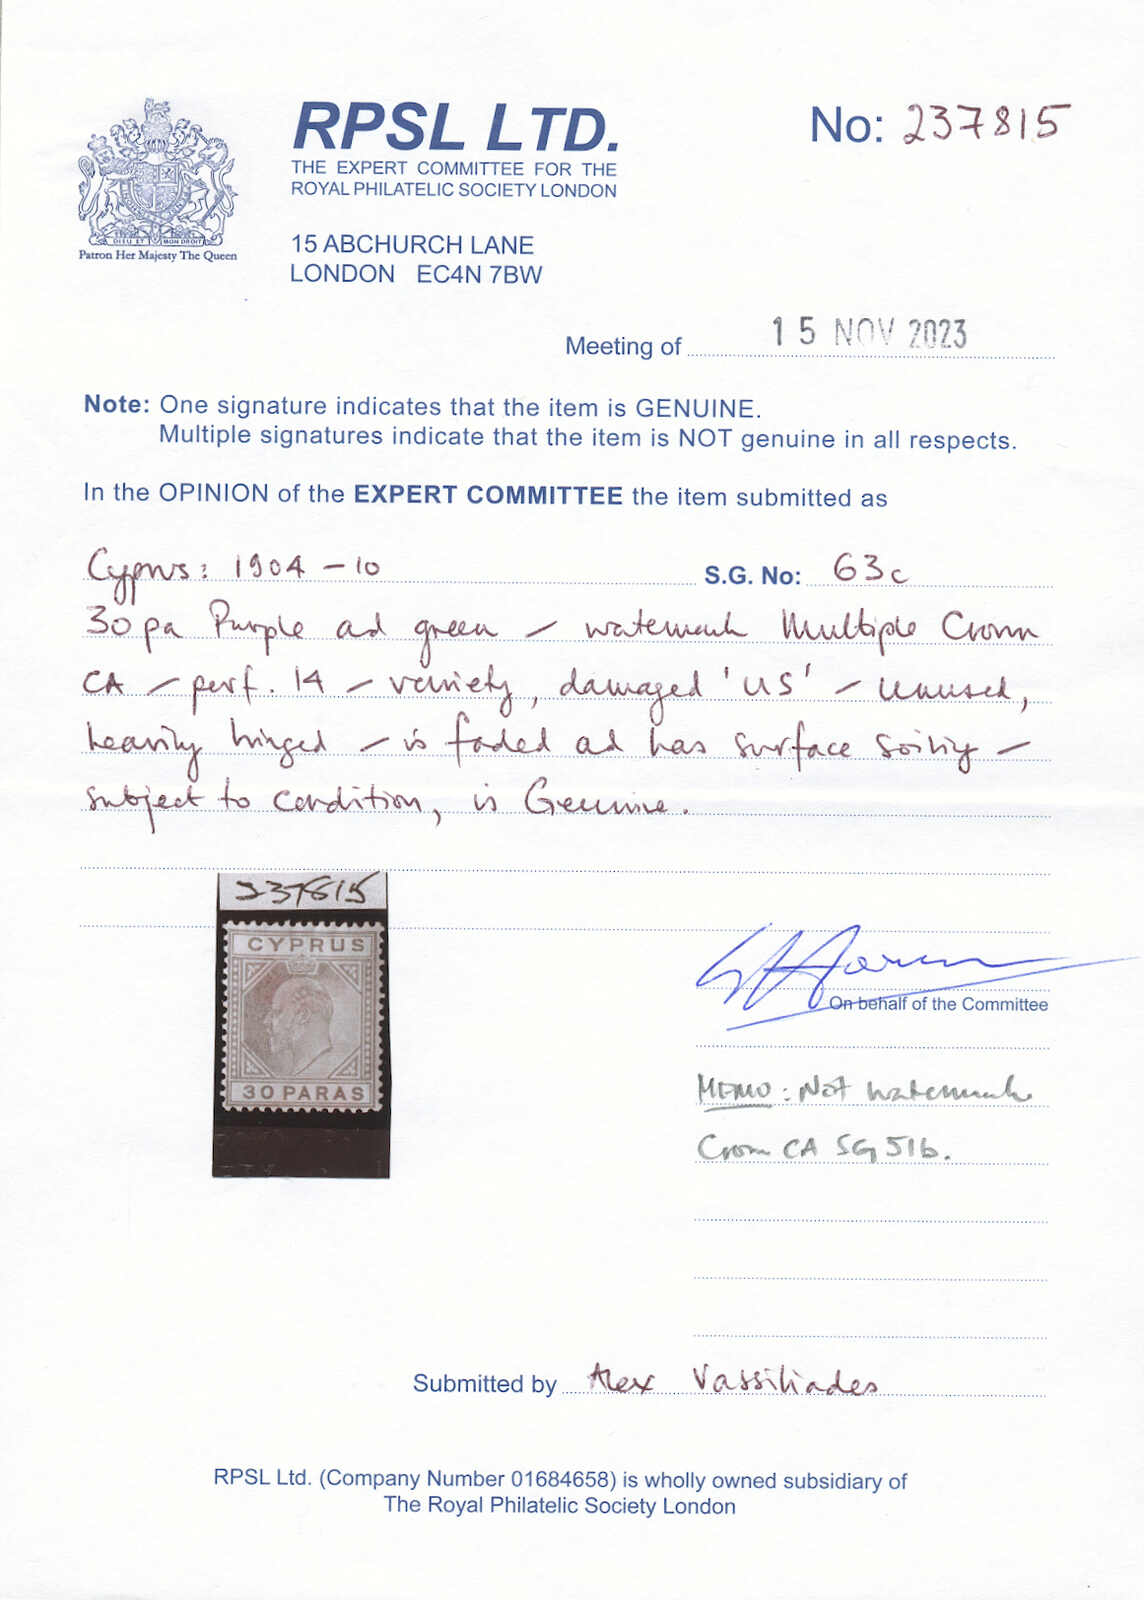 RPSL LTD.
THE EXPERT COMMITTEE FOR THE
ROYAL PHILATELIC SOCIETY LONDON
No: 237815
DIEU ET MON DROIT
Patron Her Majesty The Queen
15 ABCHURCH LANE
LONDON EC4N 7BW
Meeting of 15 NOV 2023
Note: One signature indicates that the item is GENUINE.
Multiple signatures indicate that the item is NOT genuine in all respects.
In the OPINION of the EXPERT COMMITTEE the item submitted as
Cyprus: 1904-10 S.G. No: 63c
30pa Purple and green - watermark Multiple Crown
CA - perf. 14 - variety, damaged 'US' - unused,
heavily hinged - is faded and has surface soiling -
subject to condition, is Genuine.
237815
CYPRUS
30 PARAS
On behalf of the Committee
MEMO: Not watermark
Crown CA SG 51b.
Submitted by Alex Vassiliades
RPSL Ltd. (Company Number 01684658) is wholly owned subsidiary of
The Royal Philatelic Society London